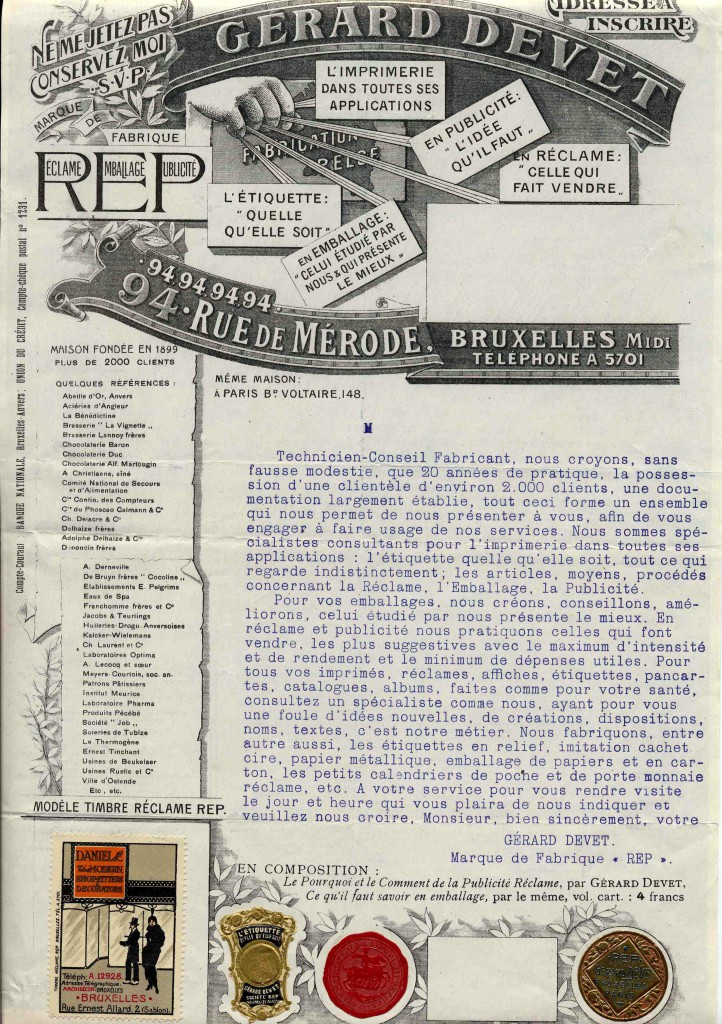 NE ME JETEZ PAS
CONSERVEZ MOI
S.V.P.
ADRESSE À
INSCRIRE
GÉRARD DEVET
MARQUE DE FABRIQUE
RECLAME EMBALLAGE PUBLICITÉ
REP
L'IMPRIMERIE
DANS TOUTES SES
APPLICATIONS
FABRICATION
BELGE
EN PUBLICITÉ:
"L'IDÉE
QU'IL FAUT"
EN RÉCLAME:
"CELLE QUI
FAIT VENDRE"
L'ÉTIQUETTE:
"QUELLE
QU'ELLE SOIT"
EN EMBALLAGE:
"CELUI ÉTUDIÉ PAR
NOUS & QUI PRÉSENTE
LE MIEUX"
94.94.94.94.
94. RUE DE MÉRODE.
BRUXELLES MIDI
TÉLÉPHONE A 5701
Compte-Courant BANQUE NATIONALE, Bruxelles-Anvers; UNION DU CRÉDIT, Compte-chèque postal n° 1231.
MAISON FONDÉE EN 1899
PLUS DE 2000 CLIENTS
QUELQUES RÉFÉRENCES :
Abeille d'Or, Anvers
Aciéries d'Angleur
La Bénédictine
Brasserie " La Vignette "
Brasserie Lannoy frères
Chocolaterie Baron
Chocolaterie Duc
Chocolaterie Alf. Martougin
A Christiaens, aîné
Comité National de Secours
et d'Alimentation
Cie Contin. des Compteurs
Cie du Phoscao Calmann & Cie
Ch. Delacre & Cie
Delhaize frères
Adolphe Delhaize & Cie
Dimoncin frères
A. Derneville
De Bruyn frères " Cocoline "
Etablissements E. Pelgrims
Eaux de Spa
Franchomme frères et Cie
Jacobs & Teurlings
Huileries-Drogu. Anversoises
Kalcker-Wielemans
Ch. Laurent et Cie
Laboratoires Optima
A. Lecocq et sœur
Meyers-Courtois, soc. an.
Patrons Pâtissiers
Institut Meurice
Laboratoire Pharma
Produits Pécébé
Société " Job "
Soieries de Tubize
Le Thermogène
Ernest Tinchant
Usines de Beukelaer
Usines Ruelle et Cie
Ville d'Ostende
Etc., etc.
MÊME MAISON:
À PARIS Bd VOLTAIRE, 148.
M
Technicien-Conseil Fabricant, nous croyons, sans
fausse modestie, que 20 années de pratique, la posses-
sion d'une clientèle d'environ 2.000 clients, une docu-
mentation largement établie, tout ceci forme un ensemble
qui nous permet de nous présenter à vous, afin de vous
engager à faire usage de nos services. Nous sommes spé-
cialistes consultants pour l'imprimerie dans toutes ses
applications : l'étiquette quelle qu'elle soit, tout ce qui
regarde indistinctement; les articles, moyens, procédés
concernant la Réclame, l'Emballage, la Publicité.
Pour vos emballages, nous créons, conseillons, amé-
liorons, celui étudié par nous présente le mieux. En
réclame et publicité nous pratiquons celles qui font
vendre, les plus suggestives avec le maximum d'intensité
et de rendement et le minimum de dépenses utiles. Pour
tous vos imprimés, réclames, affiches, étiquettes, pancar-
tes, catalogues, albums, faites comme pour votre santé,
consultez un spécialiste comme nous, ayant pour vous
une foule d'idées nouvelles, de créations, dispositions,
noms, textes, c'est notre métier. Nous fabriquons, entre
autre aussi, les étiquettes en relief, imitation cachet
cire, papier métallique, emballage de papiers et en car-
ton, les petits calendriers de poche et de porte monnaie
réclame, etc. A votre service pour vous rendre visite
le jour et heure qui vous plaira de nous indiquer et
veuillez nous croire, Monsieur, bien sincèrement, votre
GÉRARD DEVET.
Marque de Fabrique « REP ».
MODÈLE TIMBRE RÉCLAME REP.
EN COMPOSITION :
Le Pourquoi et le Comment de la Publicité Réclame, par GÉRARD DEVET,
Ce qu'il faut savoir en emballage, par le même, vol. cart. : 4 francs
DANIEL &
MODERN
SHOP-FITTERS
DECORATORS
Téléph: A.12928.
Adresse Télégraphique:
ARCHIDECOR-BRUXELLES
• BRUXELLES •
Rue Ernest Allard. 2 (Sablon).
L'ÉTIQUETTE
QU'ELLE QU'ELLE SOIT
GÉRARD DEVET
SOCIÉTÉ REP
A
REP
BRUXELLES